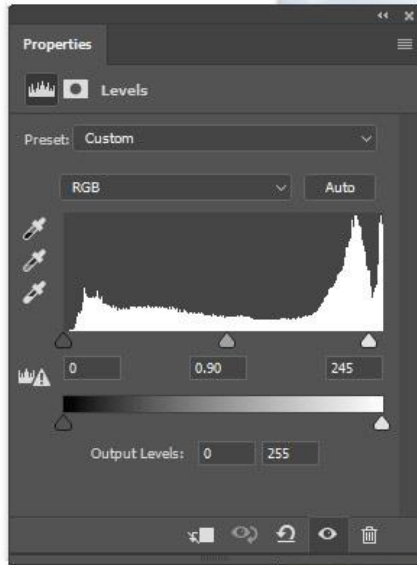 Properties
Levels
Preset: Custom
RGB Auto
0 0.90 245
Output Levels: 0 255